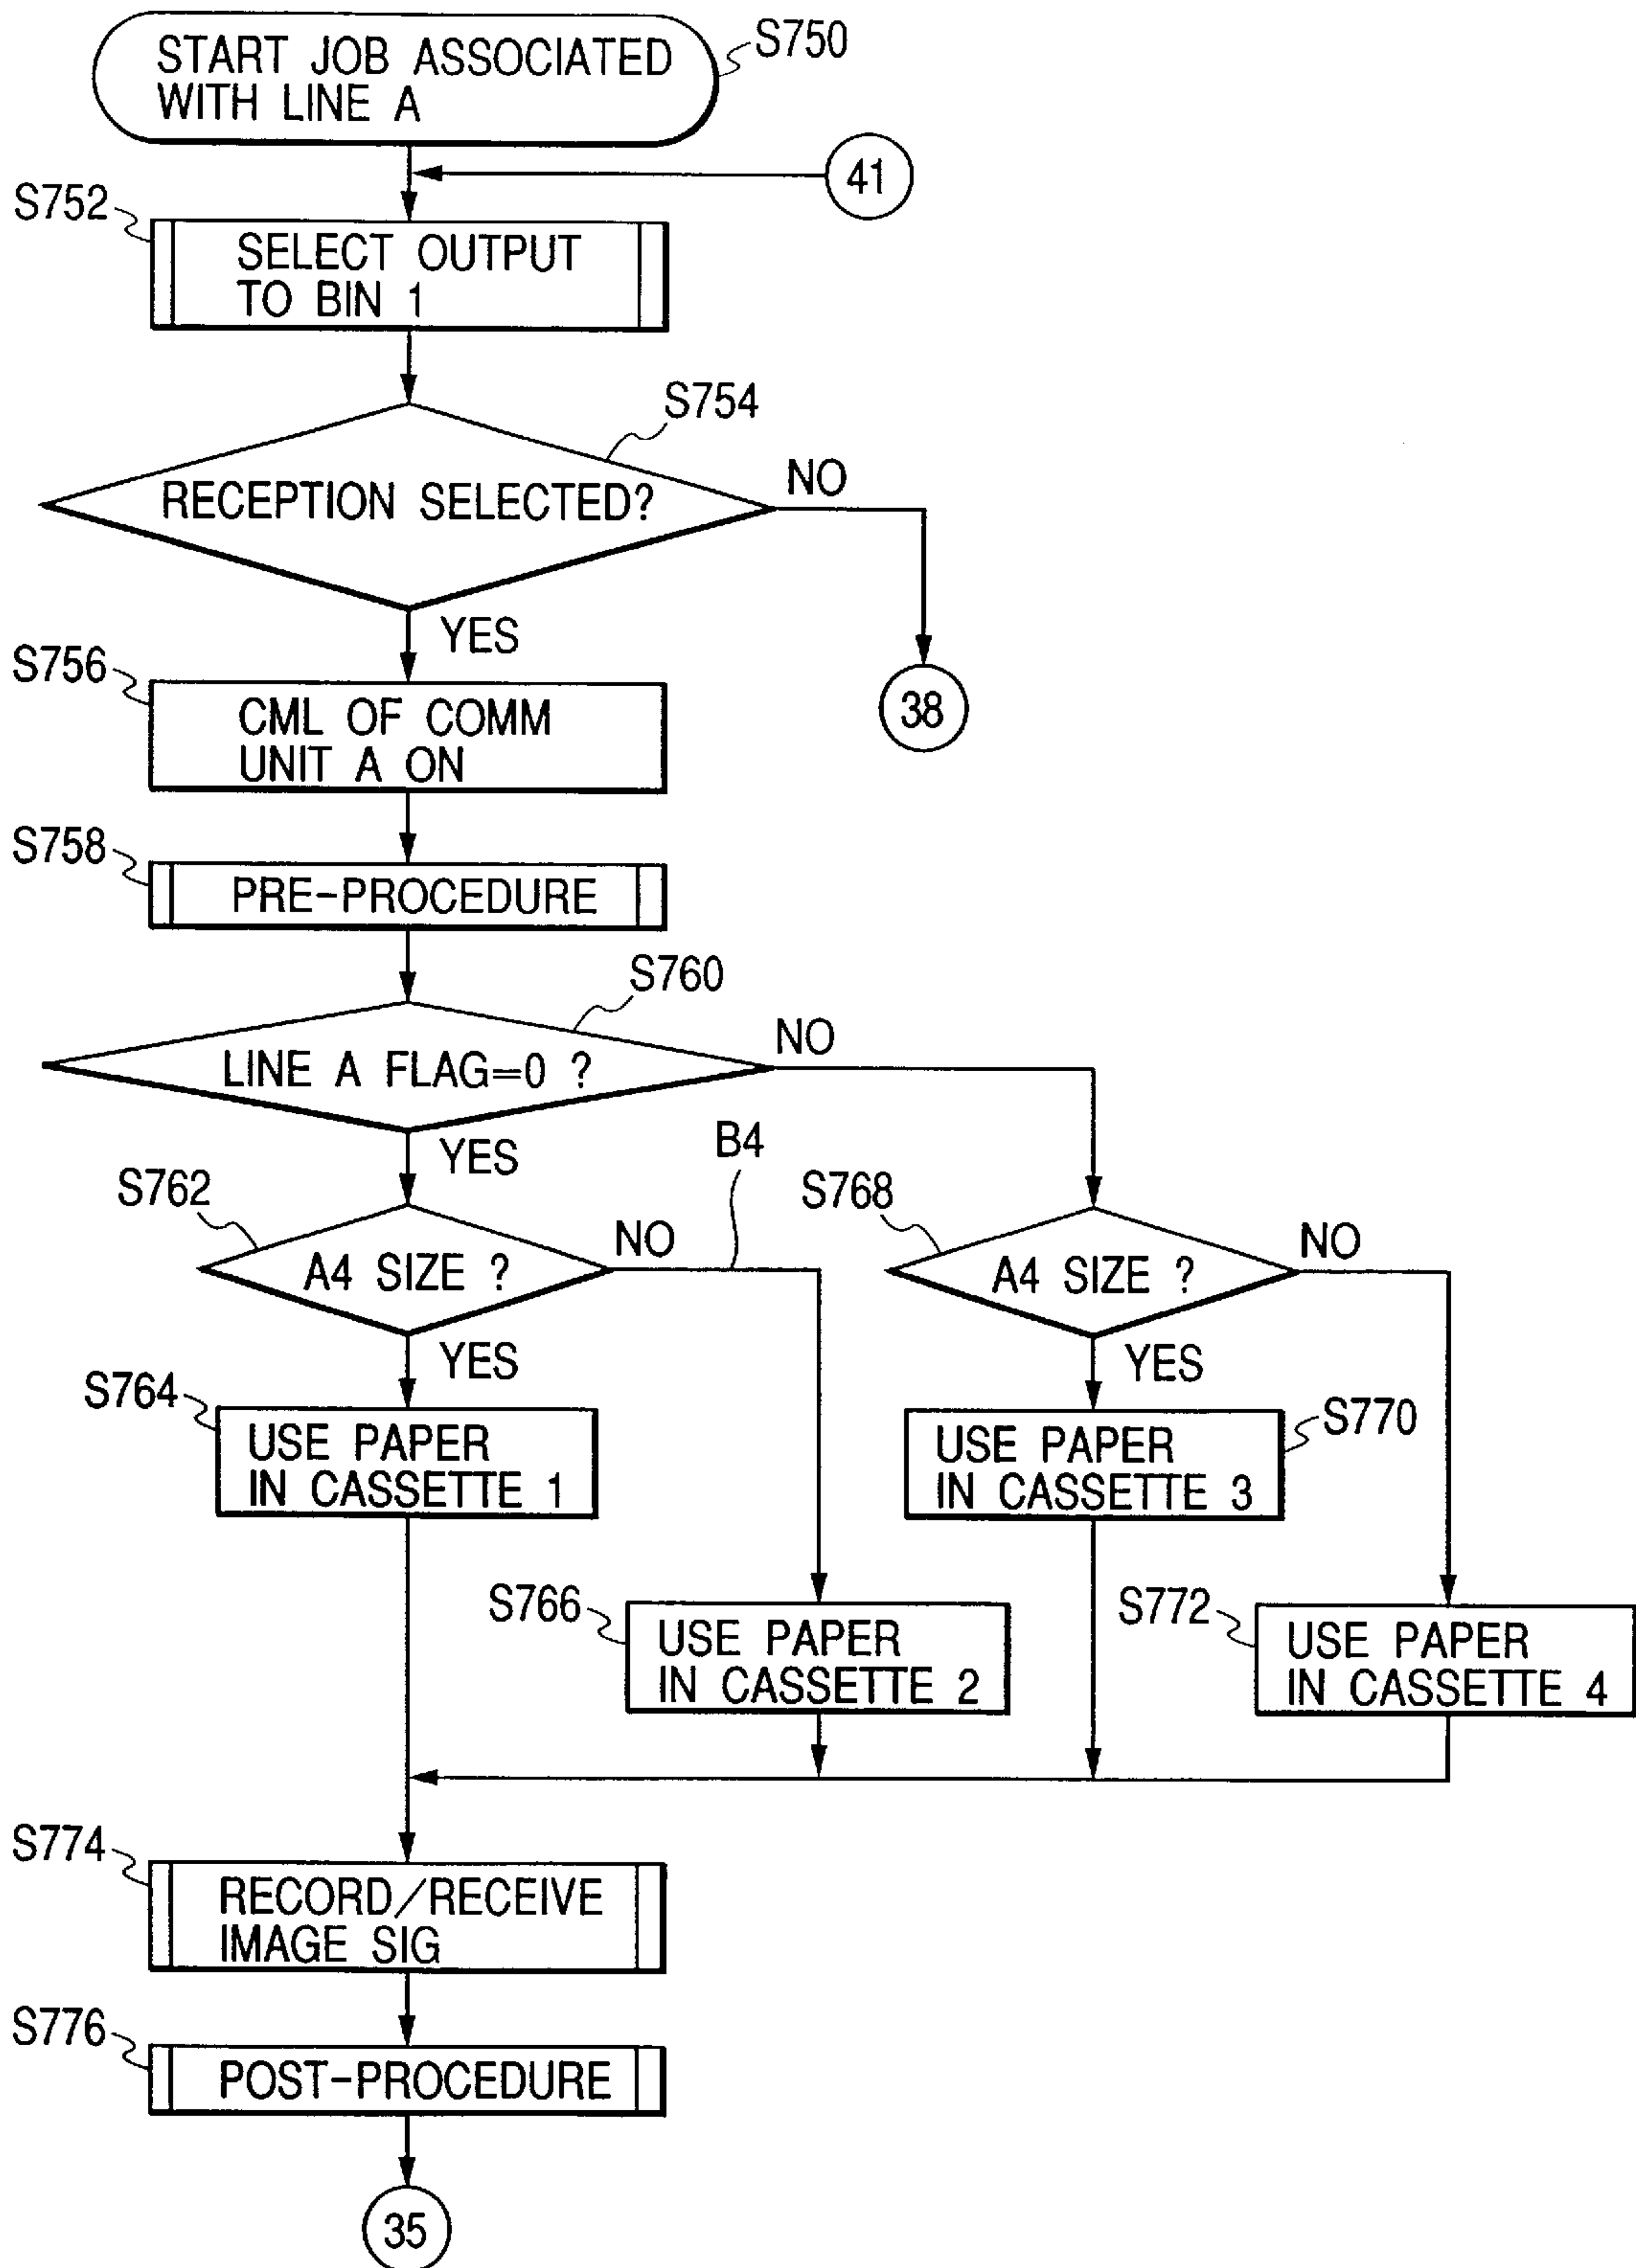 START JOB ASSOCIATED
WITH LINE A
S750
41
S752
SELECT OUTPUT
TO BIN 1
S754
RECEPTION SELECTED?
NO
YES
38
S756
CML OF COMM
UNIT A ON
S758
PRE-PROCEDURE
S760
LINE A FLAG=0 ?
NO
YES
B4
S762
A4 SIZE ?
NO
YES
S768
A4 SIZE ?
NO
YES
S764
USE PAPER
IN CASSETTE 1
S770
USE PAPER
IN CASSETTE 3
S766
USE PAPER
IN CASSETTE 2
S772
USE PAPER
IN CASSETTE 4
S774
RECORD/RECEIVE
IMAGE SIG
S776
POST-PROCEDURE
35